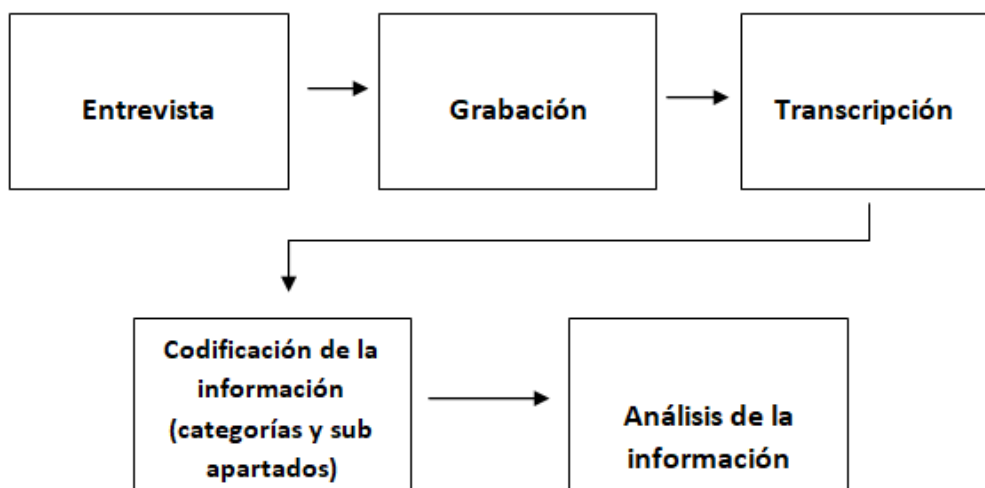 Entrevista
Grabación
Transcripción
Codificación de la
información
(categorías y sub
apartados)
Análisis de la
información